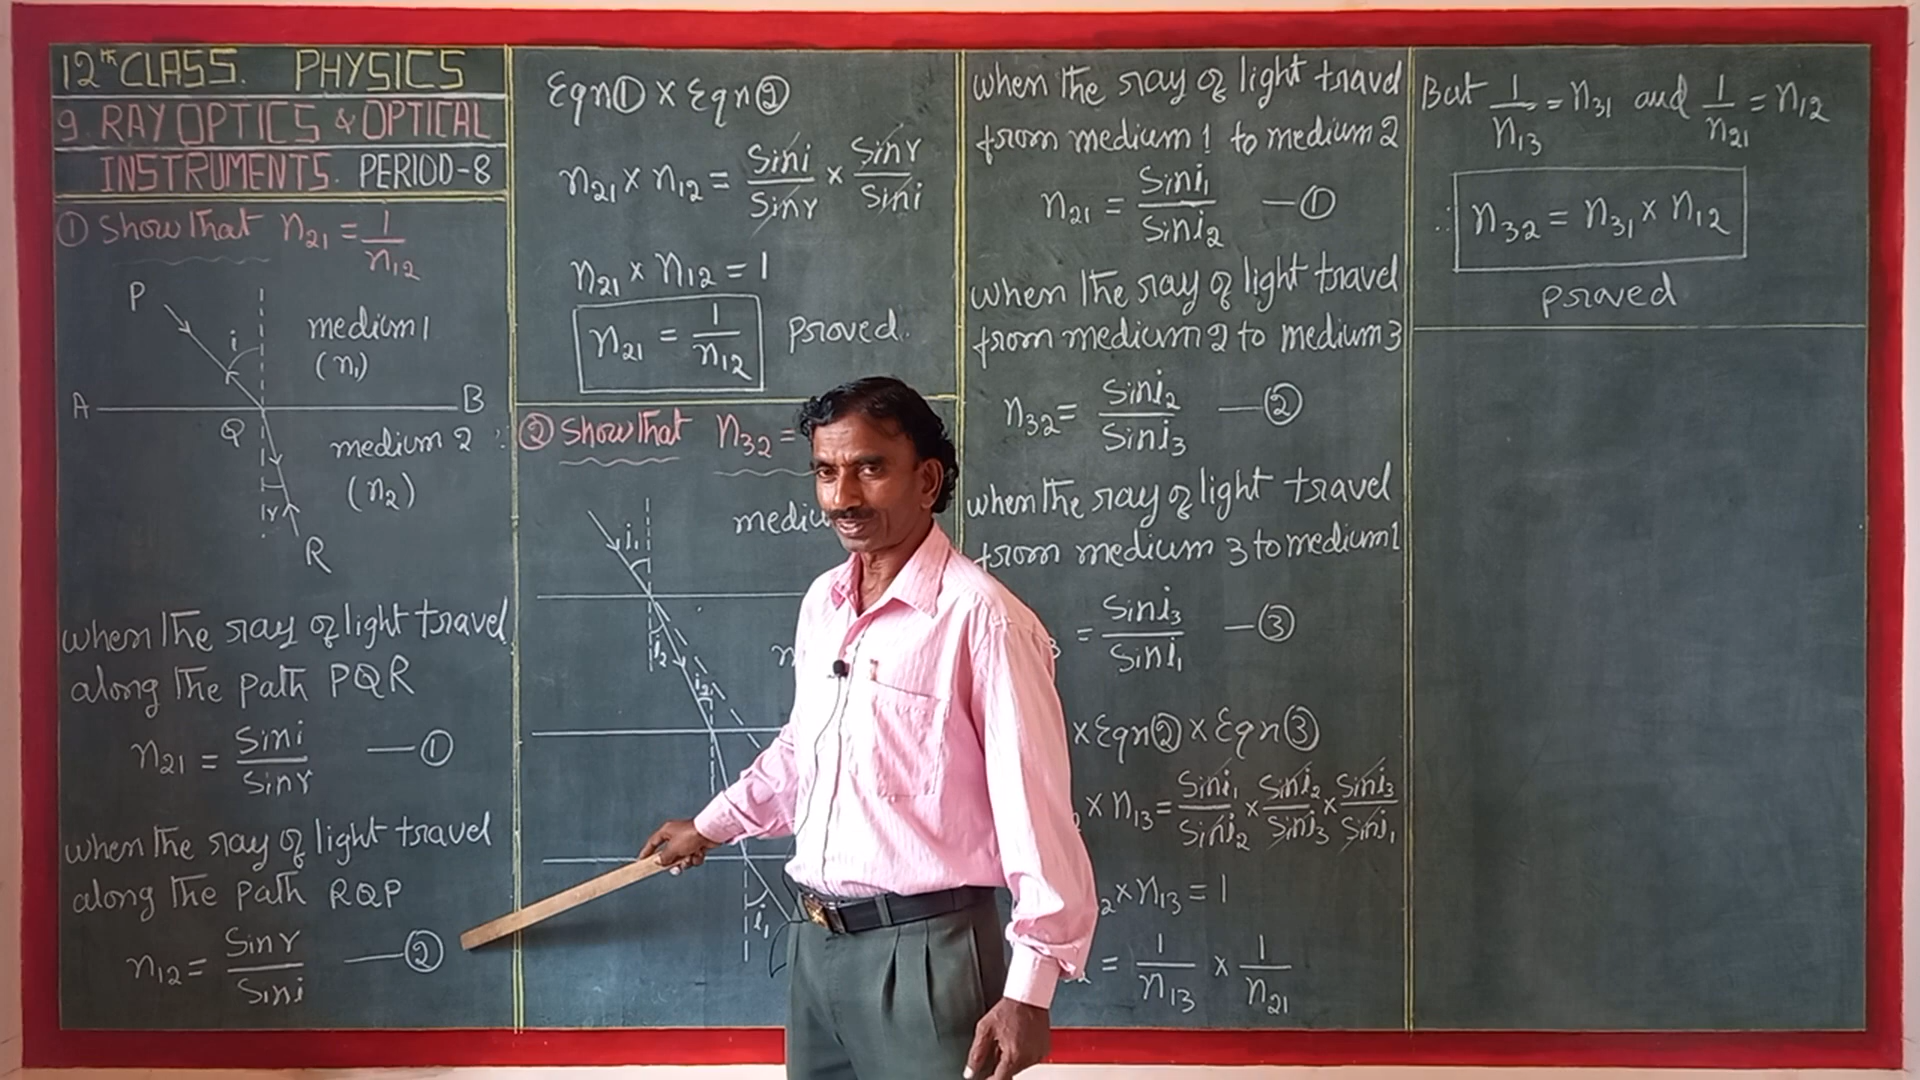 12th CLASS. PHYSICS
9. RAY OPTICS & OPTICAL
INSTRUMENTS. PERIOD-8
① Show that n₂₁ = 1/n₁₂
P
i
medium 1
(n₁)
A
B
Q
medium 2
(n₂)
r
R
when the ray of light travel
along the path PQR
n₂₁ = Sin i / Sin r —①
when the ray of light travel
along the path RQP
n₁₂ = Sin r / Sin i —②
Eqn① × Eqn②
n₂₁ × n₁₂ = Sin i / Sin r × Sin r / Sin i
n₂₁ × n₁₂ = 1
n₂₁ = 1/n₁₂ proved.
② Show that n₃₂ =
i₁
i₂
i₂
i₁
when the ray of light travel
from medium 1 to medium 2
n₂₁ = Sin i₁ / Sin i₂ —①
when the ray of light travel
from medium 2 to medium 3
n₃₂ = Sin i₂ / Sin i₃ —②
when the ray of light travel
from medium 3 to medium 1
= Sin i₃ / Sin i₁ —③
× Eqn② × Eqn③
× n₁₃ = Sin i₁ / Sin i₂ × Sin i₂ / Sin i₃ × Sin i₃ / Sin i₁
× n₁₃ = 1
= 1/n₁₃ × 1/n₂₁
But 1/n₁₃ = n₃₁ and 1/n₂₁ = n₁₂
∴ n₃₂ = n₃₁ × n₁₂
proved